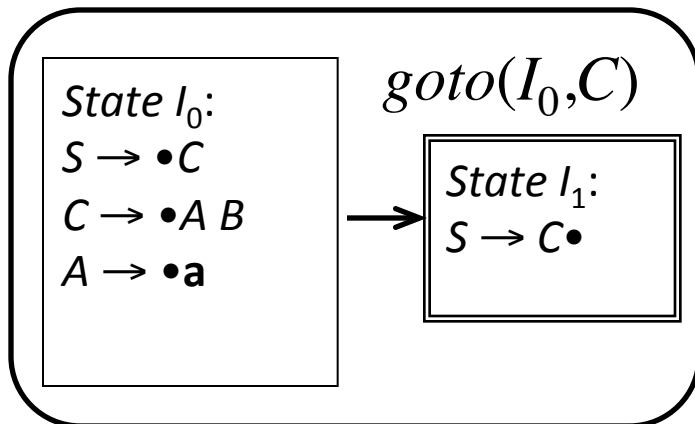 State I₀:
S → •C
C → •A B
A → •a
goto(I₀,C)
State I₁:
S → C•